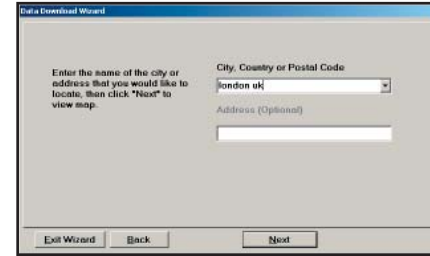 Data Download Wizard
Enter the name of the city or
address that you would like to
locate, then click "Next" to
view map.
City, Country or Postal Code
london uk
Address (Optional)
Exit Wizard
Back
Next